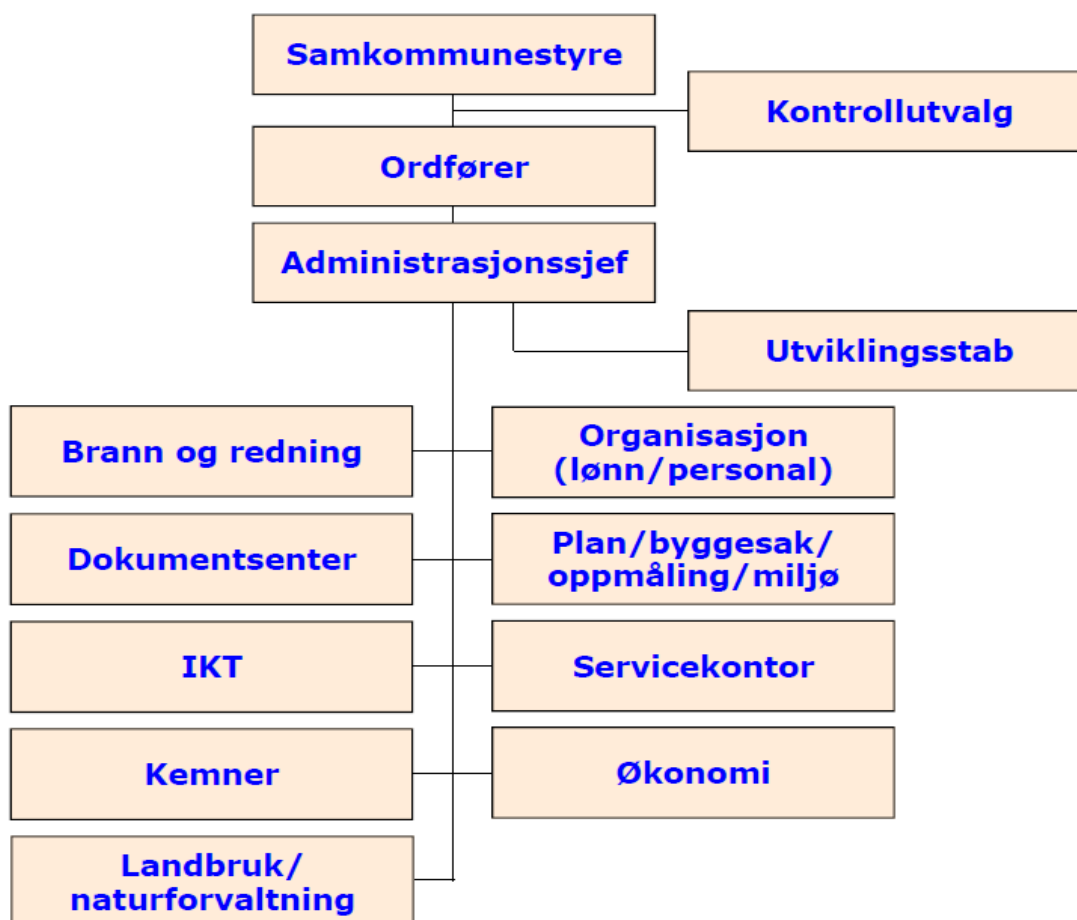 Samkommunestyre
Kontrollutvalg
Ordfører
Administrasjonssjef
Utviklingsstab
Brann og redning
Organisasjon
(lønn/personal)
Dokumentsenter
Plan/byggesak/
oppmåling/miljø
IKT
Servicekontor
Kemner
Økonomi
Landbruk/
naturforvaltning